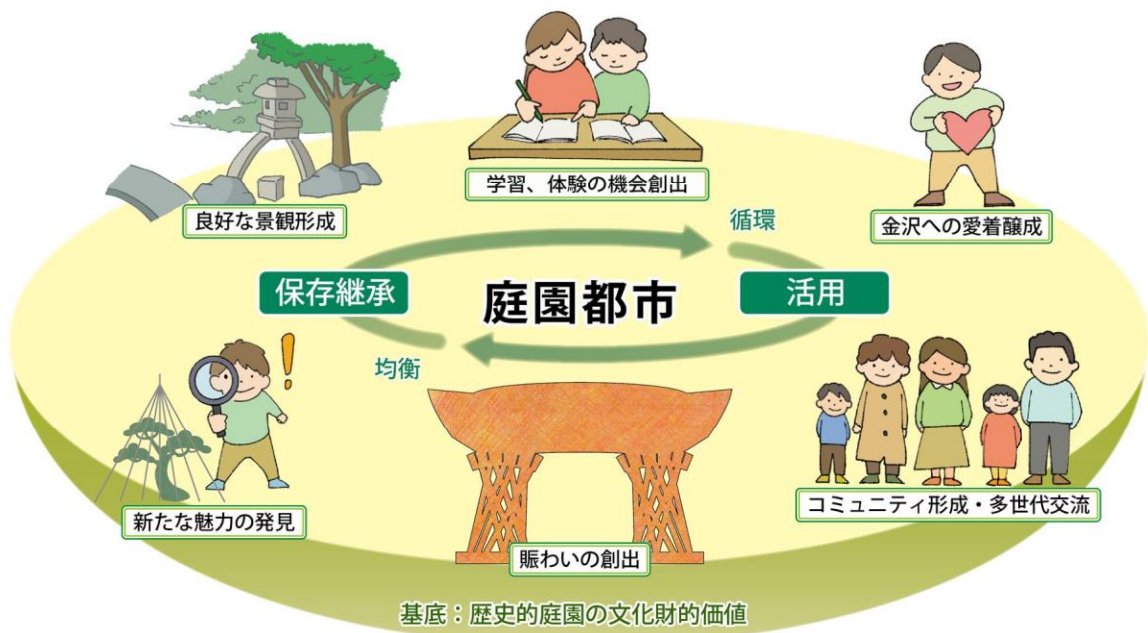 学習、体験の機会創出
良好な景観形成
金沢への愛着醸成
循環
保存継承
庭園都市
活用
均衡
新たな魅力の発見
賑わいの創出
コミュニティ形成・多世代交流
基底：歴史的庭園の文化財的価値